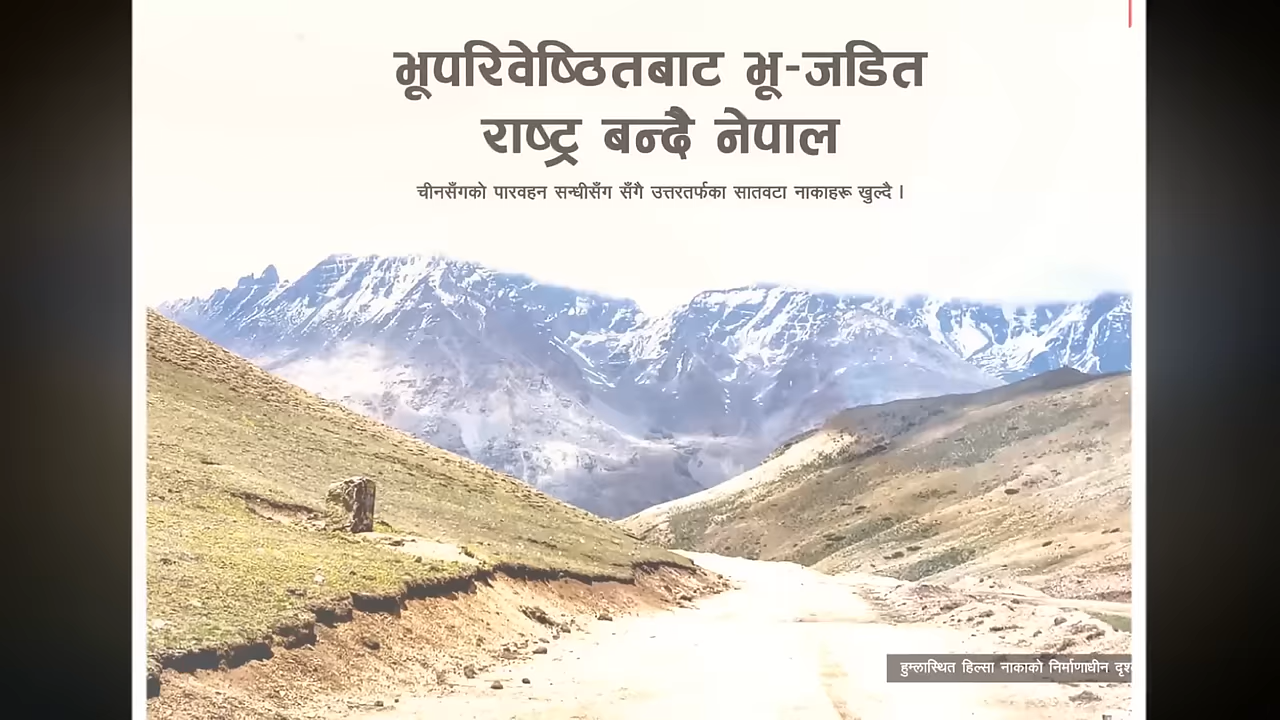 भूपरिवेष्ठितबाट भू-जडित
राष्ट्र बन्दै नेपाल
चीनसँगको पारवहन सन्धीसँग सँगै उत्तरतर्फका सातवटा नाकाहरू खुल्दै ।
हुम्लास्थित हिल्सा नाकाको निर्माणाधीन